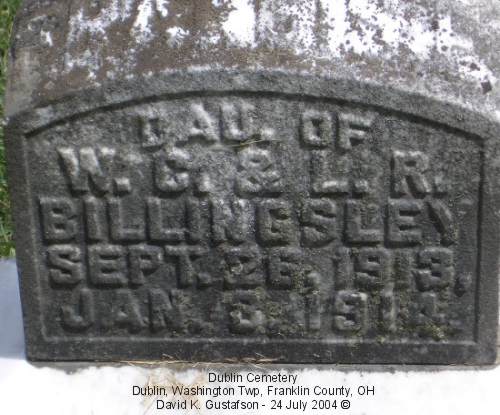 DAU. OF
W. C. & L. R.
BILLINGSLEY
SEPT. 26, 1913,
JAN. 3. 1914.
Dublin Cemetery
Dublin, Washington Twp, Franklin County, OH
David K. Gustafson - 24 July 2004 ©